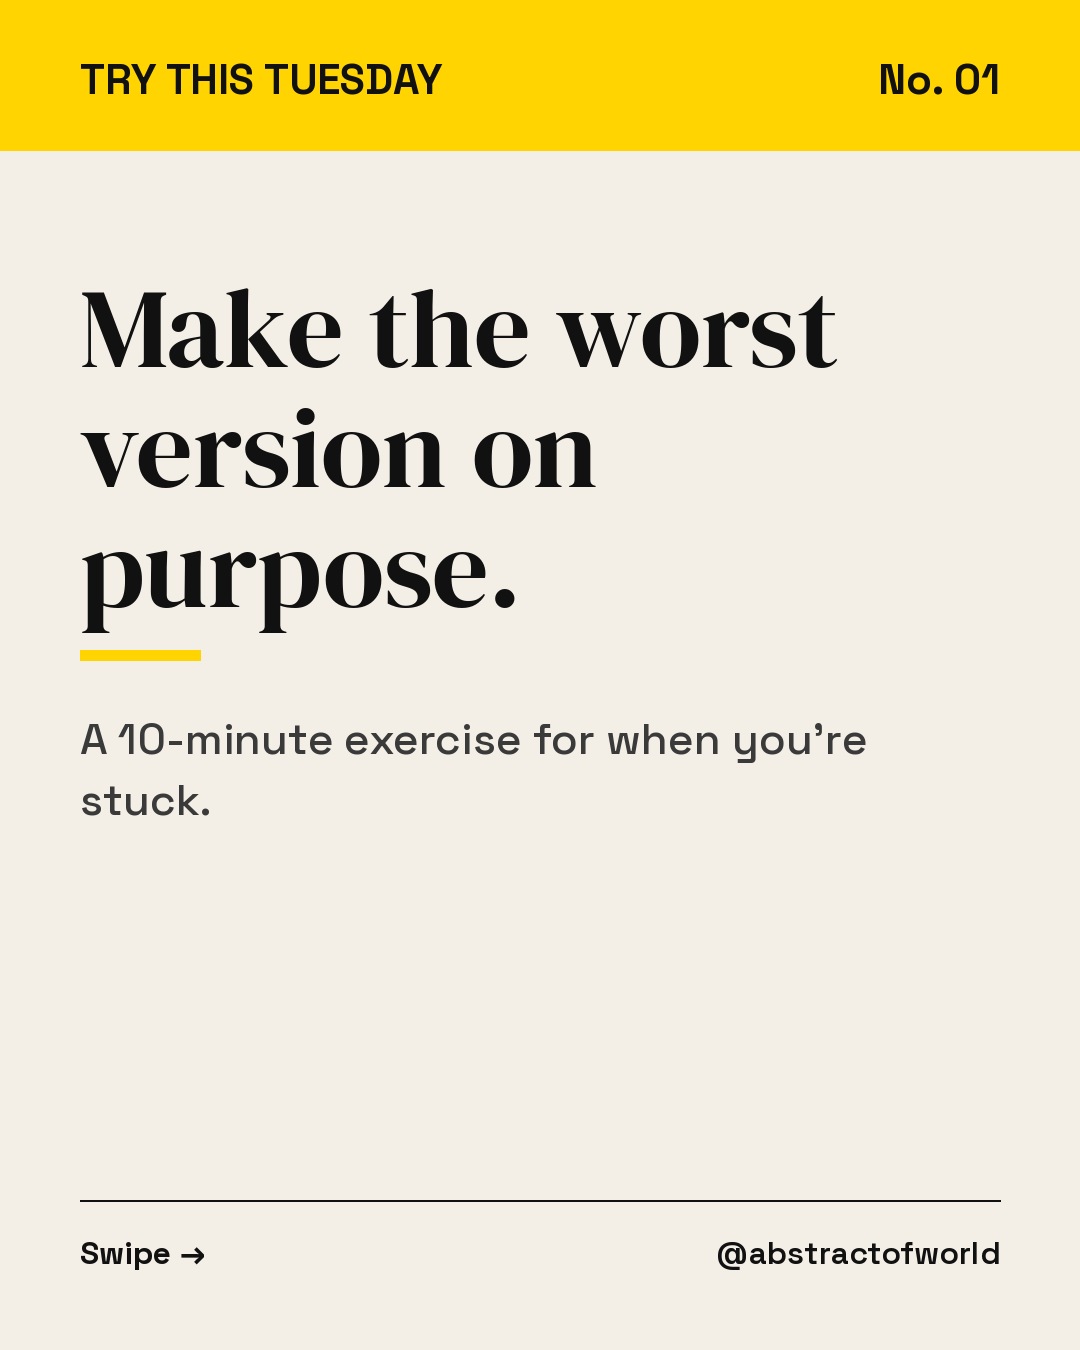 TRY THIS TUESDAY No. 01
Make the worst
version on
purpose.
A 10-minute exercise for when you’re
stuck.
Swipe → @abstractofworld